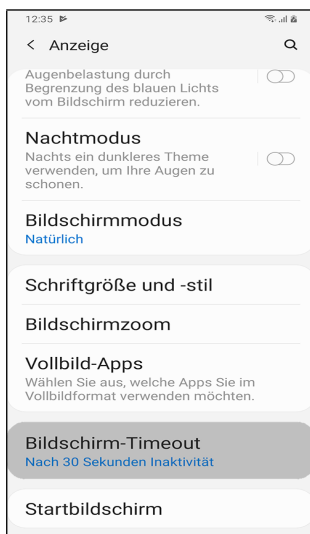 12:35
Anzeige
Augenbelastung durch
Begrenzung des blauen Lichts
vom Bildschirm reduzieren.
Nachtmodus
Nachts ein dunkleres Theme
verwenden, um Ihre Augen zu
schonen.
Bildschirmmodus
Natürlich
Schriftgröße und -stil
Bildschirmzoom
Vollbild-Apps
Wählen Sie aus, welche Apps Sie im
Vollbildformat verwenden möchten.
Bildschirm-Timeout
Nach 30 Sekunden Inaktivität
Startbildschirm